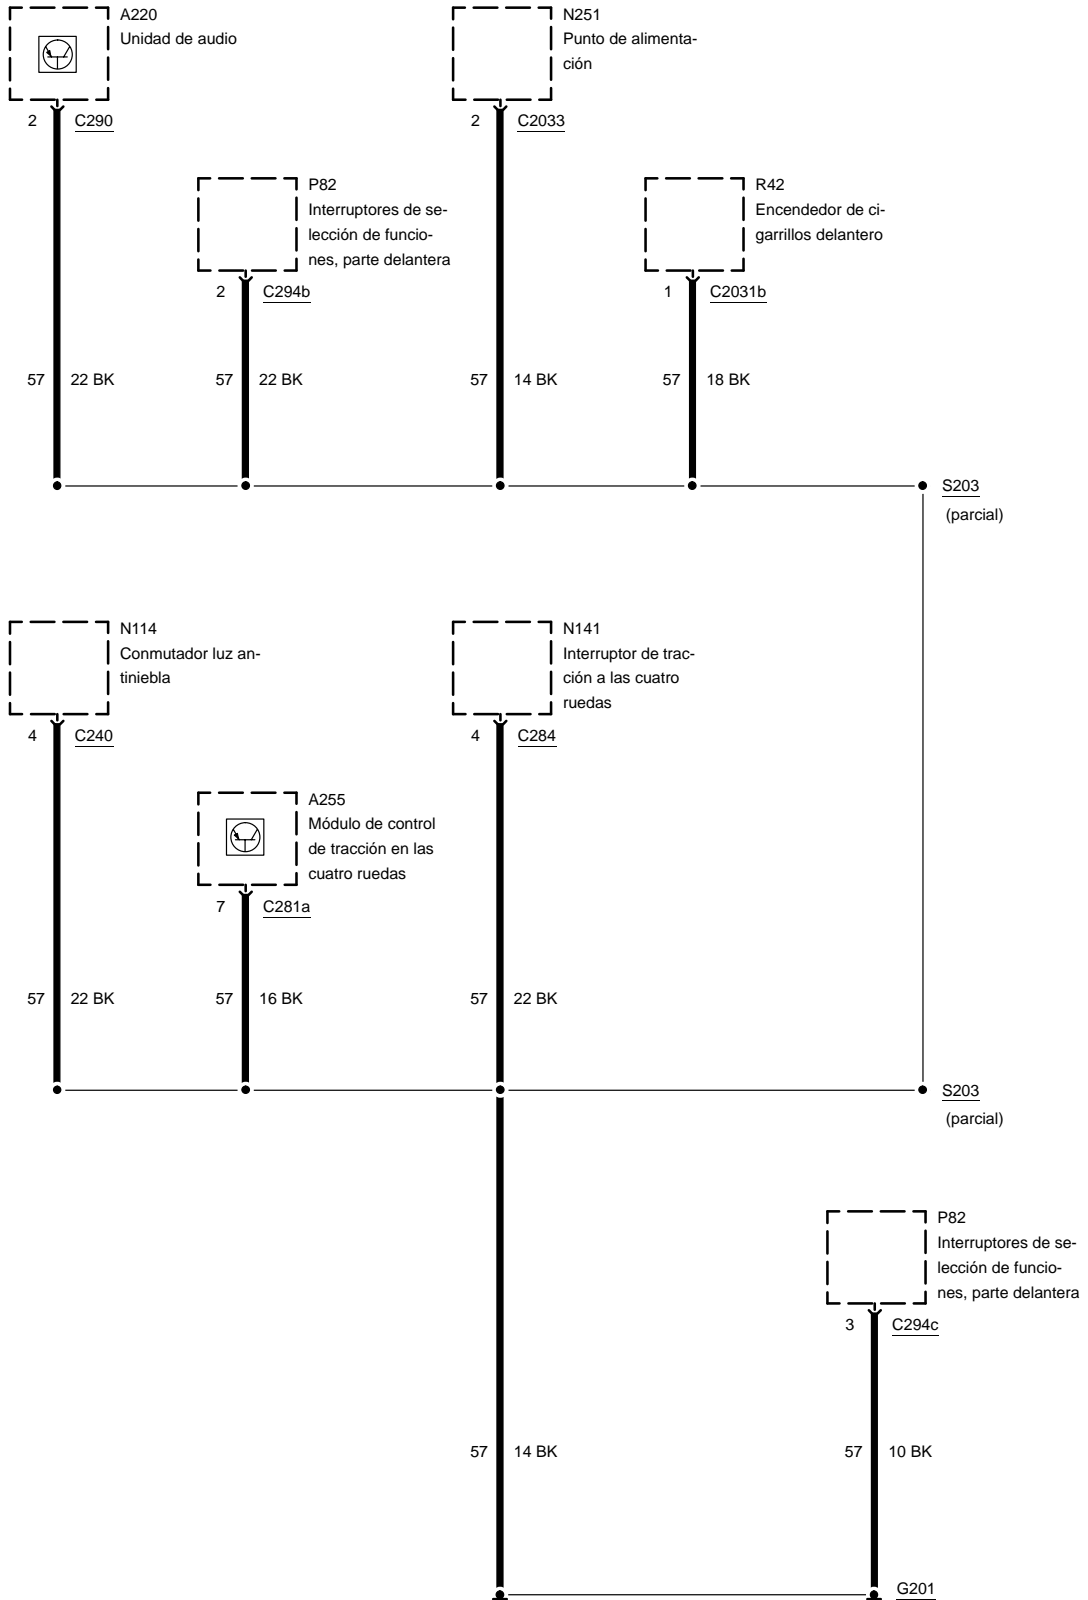 A220
Unidad de audio
N251
Punto de alimenta-
ción
2 C290
2 C2033
P82
Interruptores de se-
lección de funcio-
nes, parte delantera
R42
Encendedor de ci-
garrillos delantero
2 C294b
1 C2031b
57 22 BK
57 22 BK
57 14 BK
57 18 BK
S203
(parcial)
N114
Conmutador luz an-
tiniebla
N141
Interruptor de trac-
ción a las cuatro
ruedas
4 C240
4 C284
A255
Módulo de control
de tracción en las
cuatro ruedas
7 C281a
57 22 BK
57 16 BK
57 22 BK
S203
(parcial)
P82
Interruptores de se-
lección de funcio-
nes, parte delantera
3 C294c
57 14 BK
57 10 BK
G201